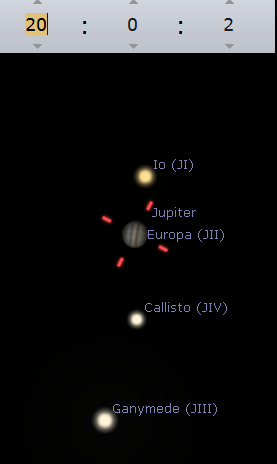 20 : 0 : 2
Io (JI)
Jupiter
Europa (JII)
Callisto (JIV)
Ganymede (JIII)